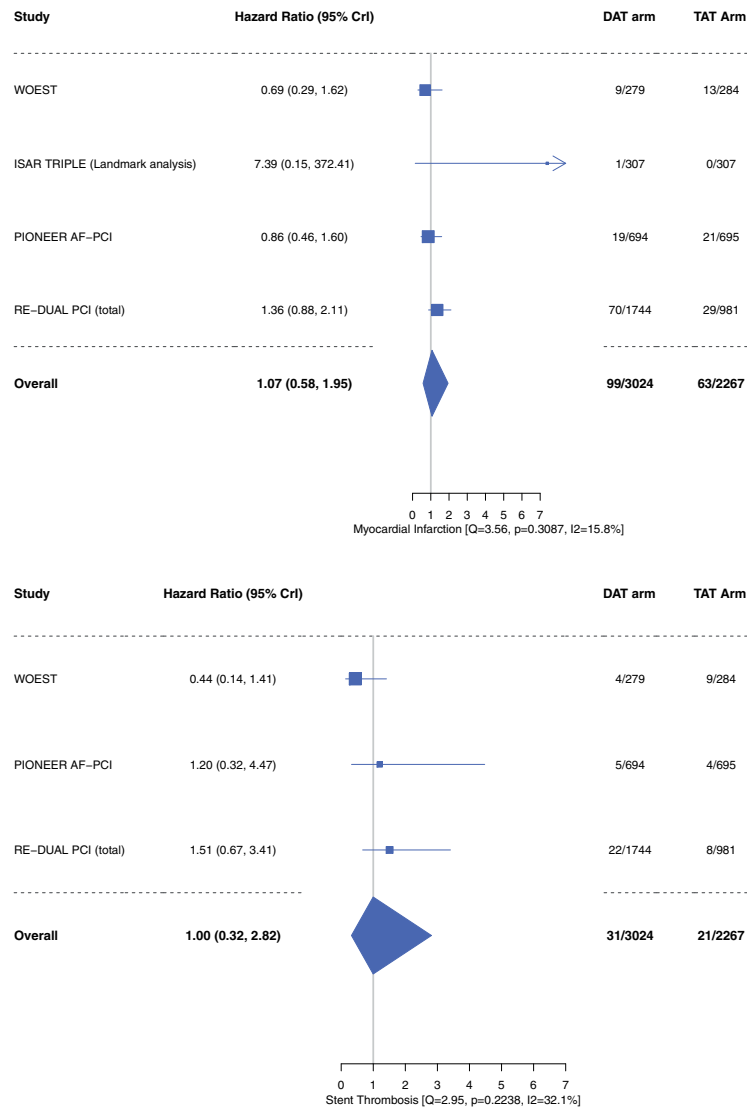 Study Hazard Ratio (95% CrI) DAT arm TAT Arm
WOEST 0.69 (0.29, 1.62) 9/279 13/284
ISAR TRIPLE (Landmark analysis) 7.39 (0.15, 372.41) 1/307 0/307
PIONEER AF−PCI 0.86 (0.46, 1.60) 19/694 21/695
RE−DUAL PCI (total) 1.36 (0.88, 2.11) 70/1744 29/981
Overall 1.07 (0.58, 1.95) 99/3024 63/2267
0 1 2 3 4 5 6 7
Myocardial Infarction [Q=3.56, p=0.3087, I2=15.8%]
Study Hazard Ratio (95% CrI) DAT arm TAT Arm
WOEST 0.44 (0.14, 1.41) 4/279 9/284
PIONEER AF−PCI 1.20 (0.32, 4.47) 5/694 4/695
RE−DUAL PCI (total) 1.51 (0.67, 3.41) 22/1744 8/981
Overall 1.00 (0.32, 2.82) 31/3024 21/2267
0 1 2 3 4 5 6 7
Stent Thrombosis [Q=2.95, p=0.2238, I2=32.1%]